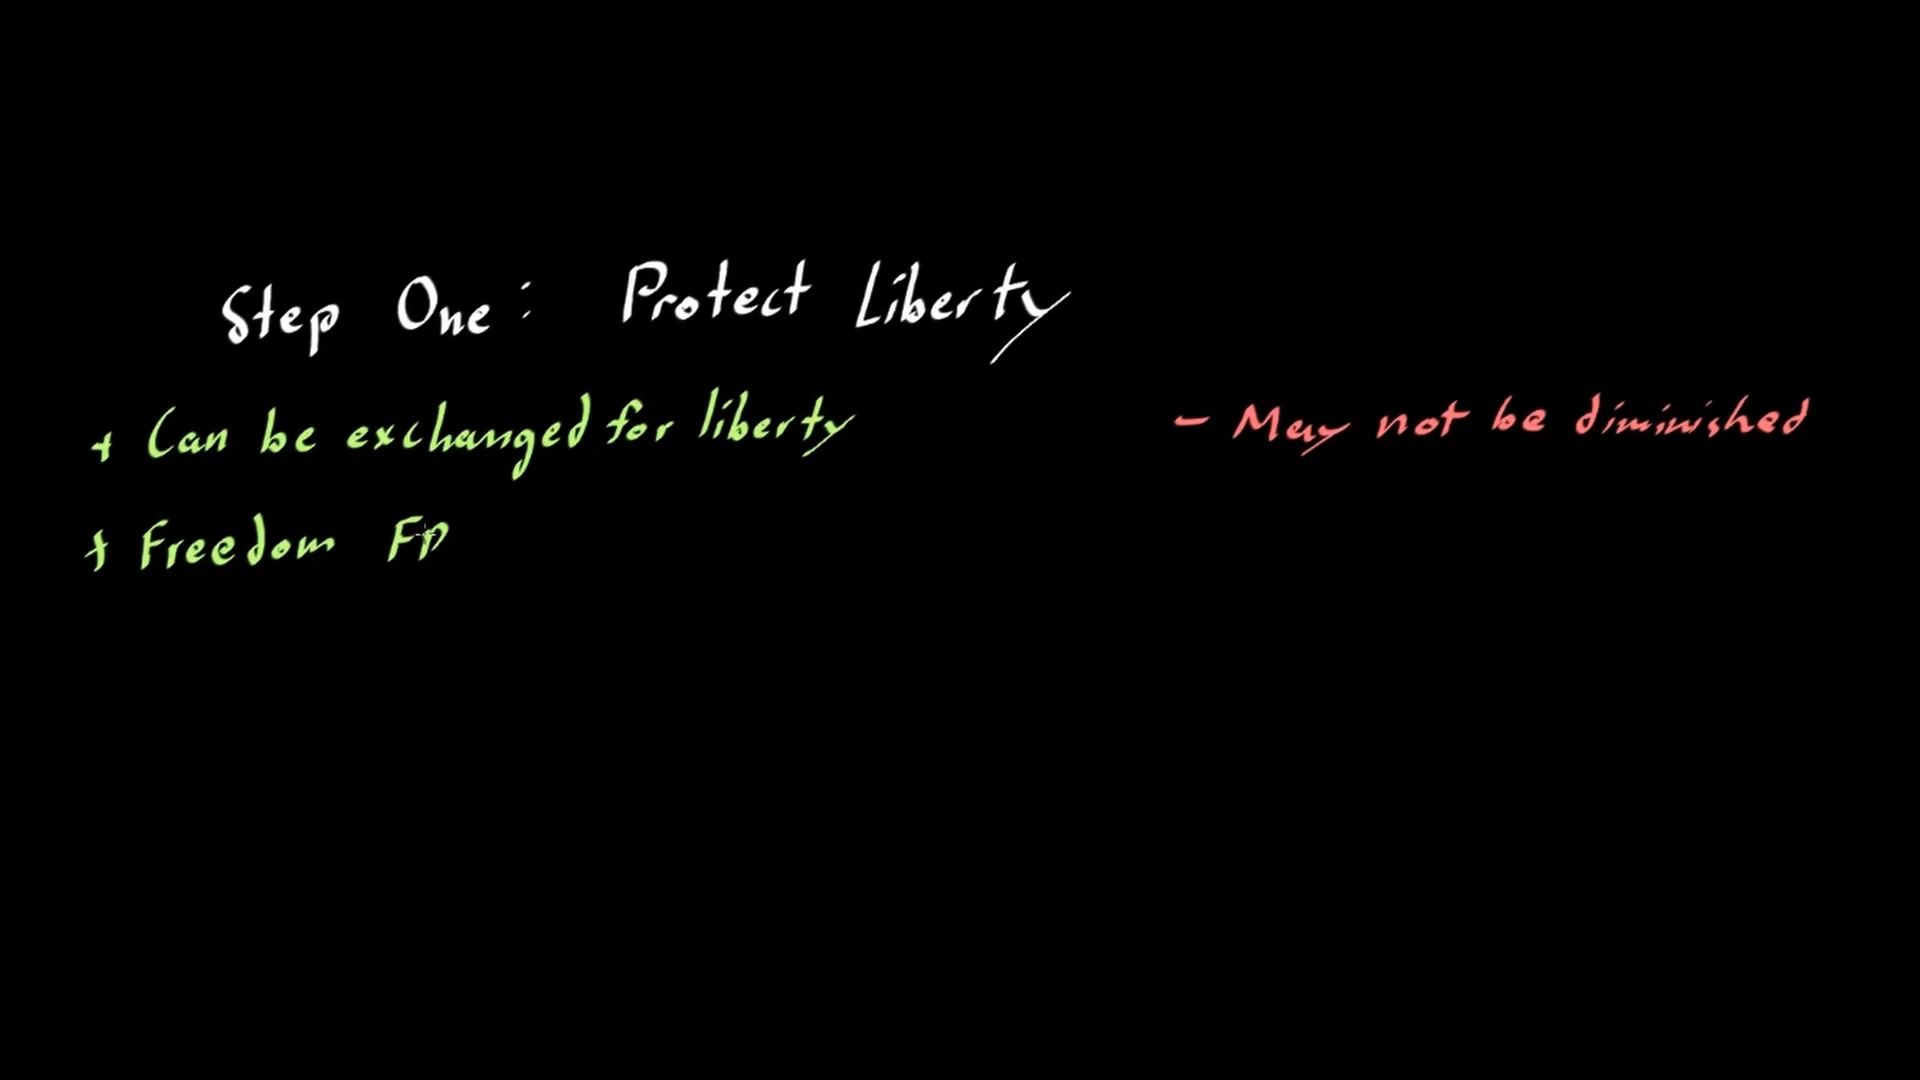 Step One: Protect Liberty
+ Can be exchanged for liberty
- May not be diminished
+ Freedom